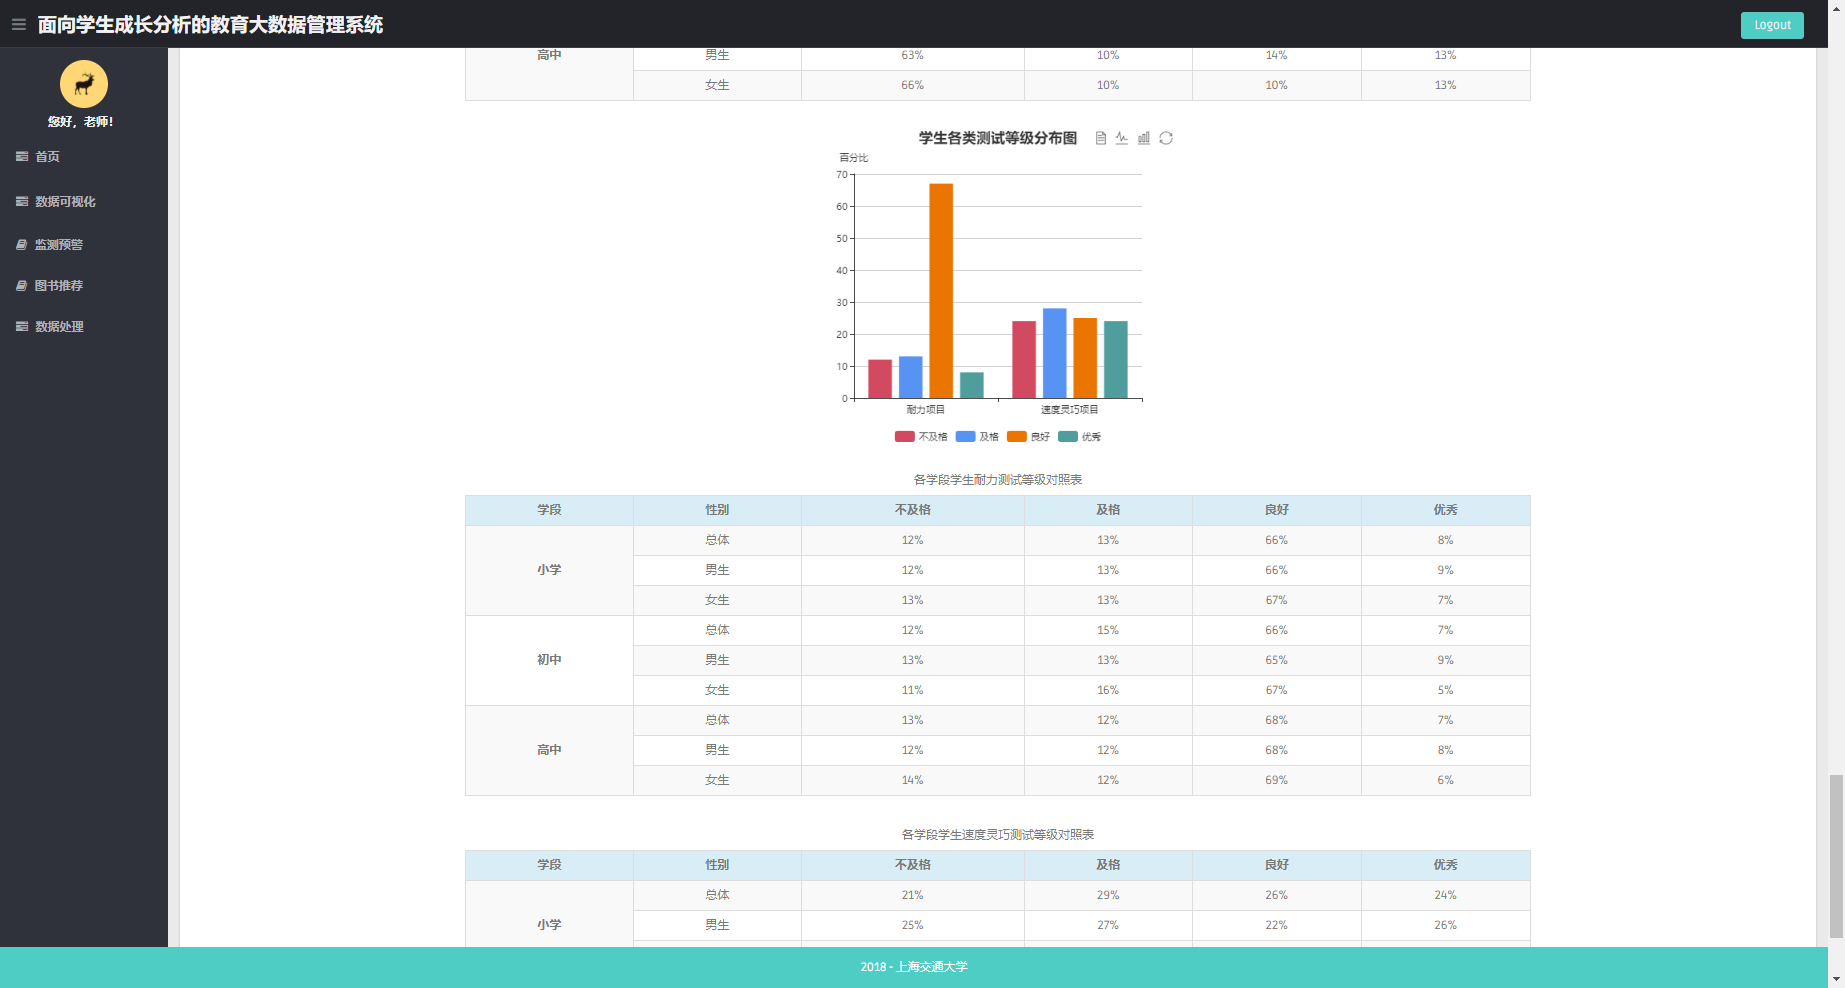 面向学生成长分析的教育大数据管理系统
Logout
您好，老师！
首页
数据可视化
监测预警
图书推荐
数据处理
高中 男生 63% 10% 14% 13%
女生 66% 10% 10% 13%
学生各类测试等级分布图
百分比
70
60
50
40
30
20
10
0
耐力项目 速度灵巧项目
不及格 及格 良好 优秀
各学段学生耐力测试等级对照表
学段 性别 不及格 及格 良好 优秀
总体 12% 13% 66% 8%
小学 男生 12% 13% 66% 9%
女生 13% 13% 67% 7%
总体 12% 15% 66% 7%
初中 男生 13% 13% 65% 9%
女生 11% 16% 67% 5%
总体 13% 12% 68% 7%
高中 男生 12% 12% 68% 8%
女生 14% 12% 69% 6%
各学段学生速度灵巧测试等级对照表
学段 性别 不及格 及格 良好 优秀
总体 21% 29% 26% 24%
小学 男生 25% 27% 22% 26%
2018 - 上海交通大学